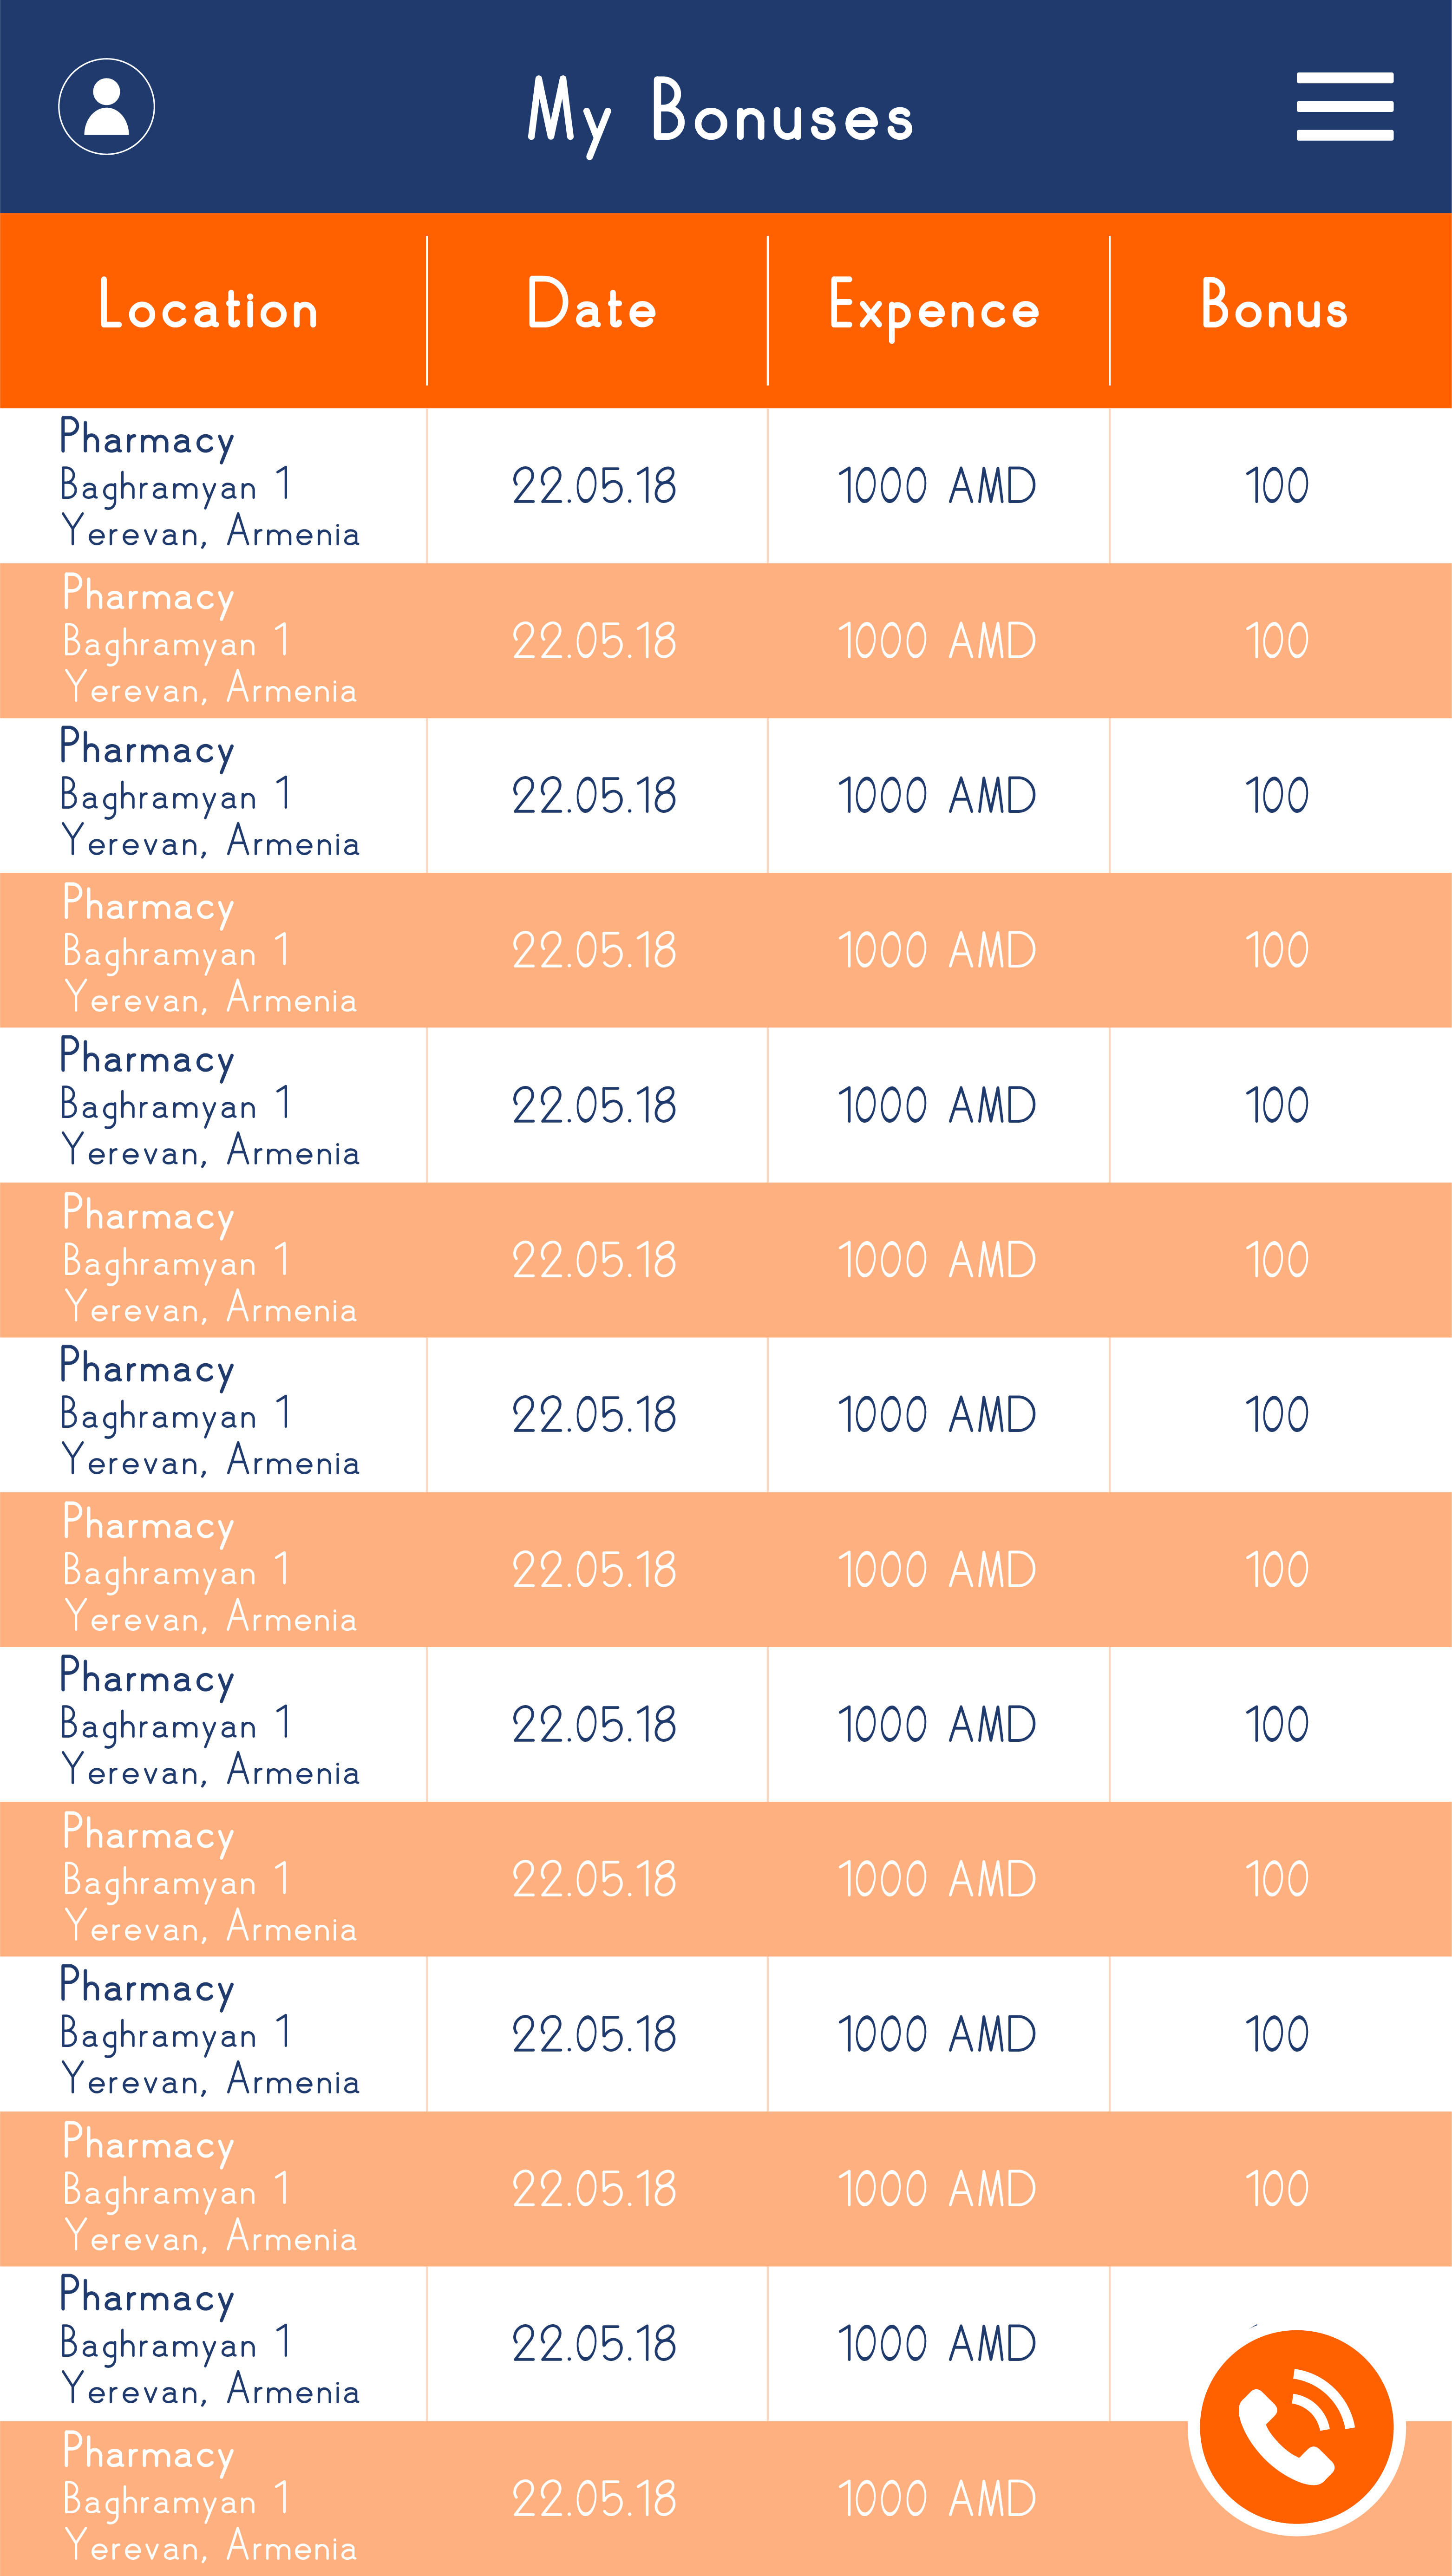 My Bonuses
Location Date Expence Bonus
Pharmacy
Baghramyan 1
Yerevan, Armenia
22.05.18 1000 AMD 100
Pharmacy
Baghramyan 1
Yerevan, Armenia
22.05.18 1000 AMD 100
Pharmacy
Baghramyan 1
Yerevan, Armenia
22.05.18 1000 AMD 100
Pharmacy
Baghramyan 1
Yerevan, Armenia
22.05.18 1000 AMD 100
Pharmacy
Baghramyan 1
Yerevan, Armenia
22.05.18 1000 AMD 100
Pharmacy
Baghramyan 1
Yerevan, Armenia
22.05.18 1000 AMD 100
Pharmacy
Baghramyan 1
Yerevan, Armenia
22.05.18 1000 AMD 100
Pharmacy
Baghramyan 1
Yerevan, Armenia
22.05.18 1000 AMD 100
Pharmacy
Baghramyan 1
Yerevan, Armenia
22.05.18 1000 AMD 100
Pharmacy
Baghramyan 1
Yerevan, Armenia
22.05.18 1000 AMD 100
Pharmacy
Baghramyan 1
Yerevan, Armenia
22.05.18 1000 AMD 100
Pharmacy
Baghramyan 1
Yerevan, Armenia
22.05.18 1000 AMD 100
Pharmacy
Baghramyan 1
Yerevan, Armenia
22.05.18 1000 AMD
Pharmacy
Baghramyan 1
Yerevan, Armenia
22.05.18 1000 AMD